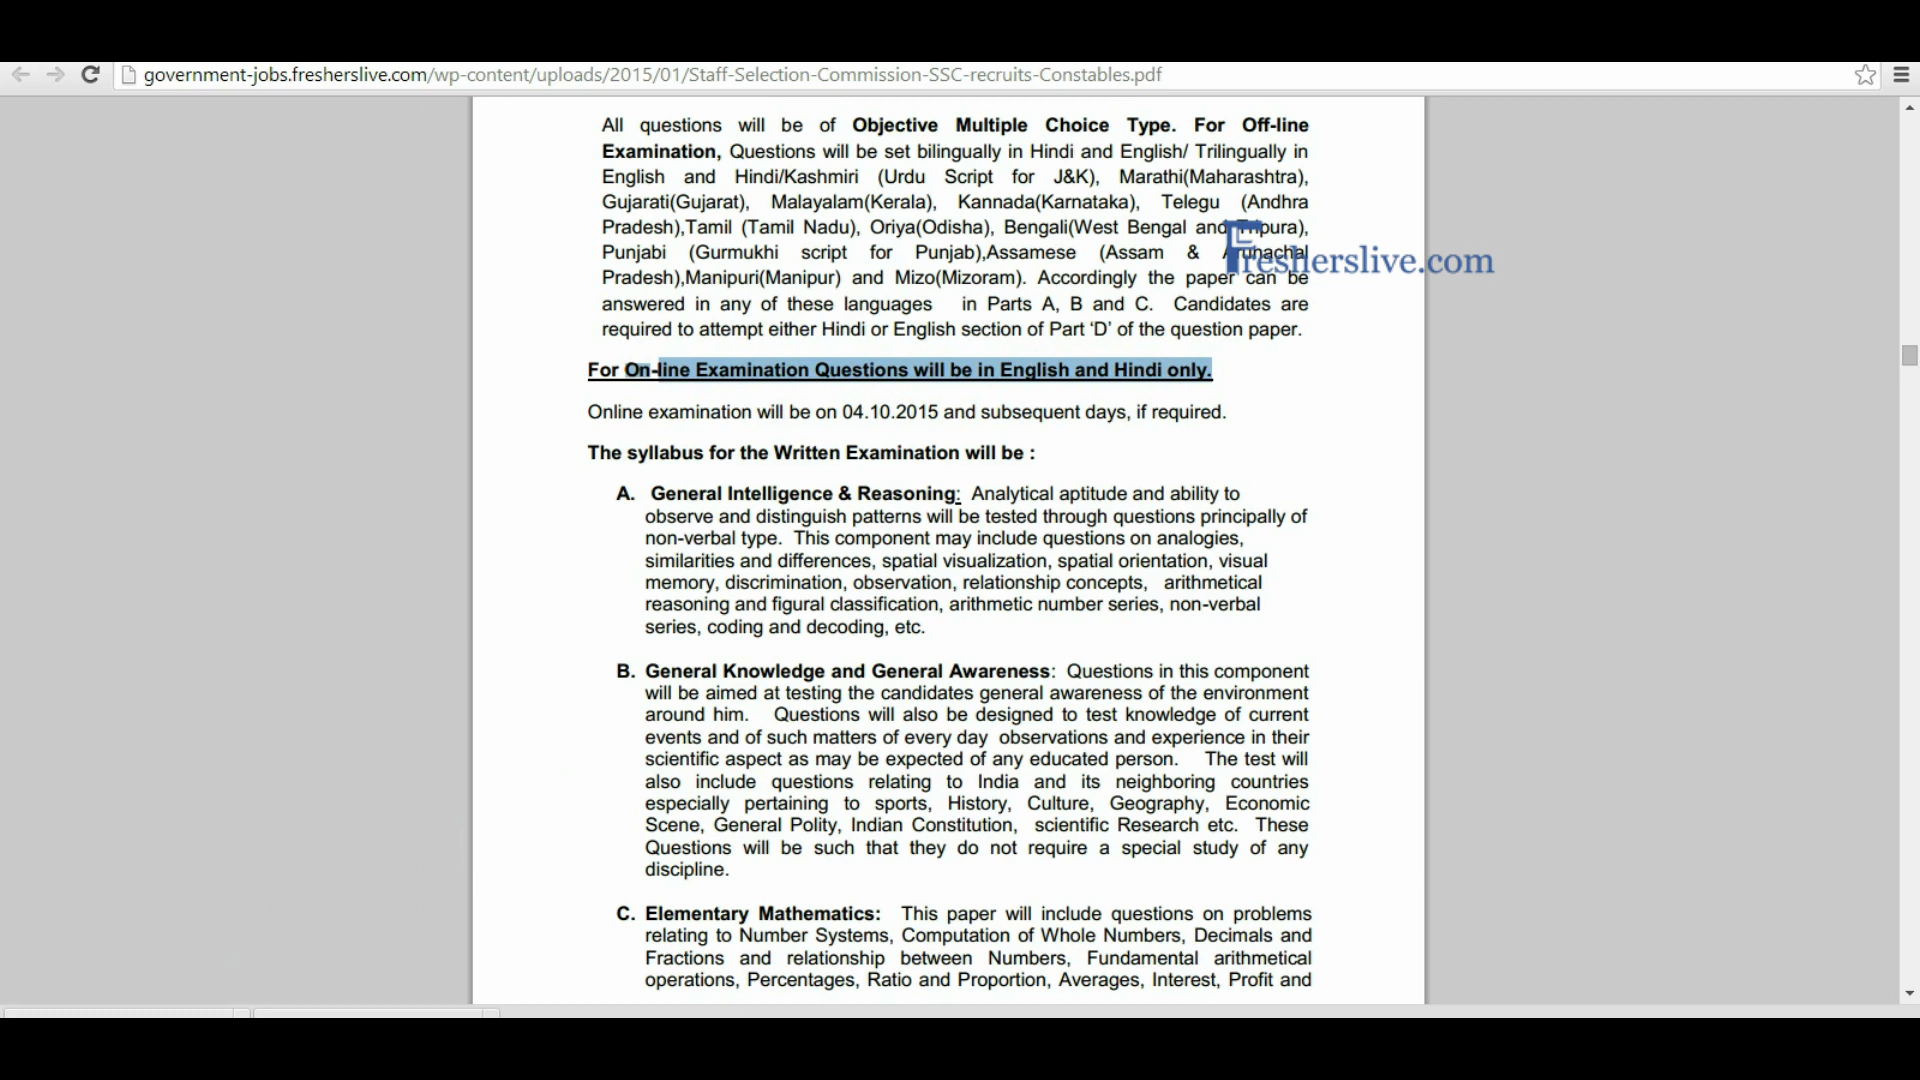 government-jobs.fresherslive.com/wp-content/uploads/2015/01/Staff-Selection-Commission-SSC-recruits-Constables.pdf
All questions will be of Objective Multiple Choice Type. For Off-line
Examination, Questions will be set bilingually in Hindi and English/ Trilingually in
English and Hindi/Kashmiri (Urdu Script for J&K), Marathi(Maharashtra),
Gujarati(Gujarat), Malayalam(Kerala), Kannada(Karnataka), Telegu (Andhra
Pradesh),Tamil (Tamil Nadu), Oriya(Odisha), Bengali(West Bengal and Tripura),
Punjabi (Gurmukhi script for Punjab),Assamese (Assam & Arunachal
Fresherslive.com
Pradesh),Manipuri(Manipur) and Mizo(Mizoram). Accordingly the paper can be
answered in any of these languages in Parts A, B and C. Candidates are
required to attempt either Hindi or English section of Part ‘D’ of the question paper.
For On-line Examination Questions will be in English and Hindi only.
Online examination will be on 04.10.2015 and subsequent days, if required.
The syllabus for the Written Examination will be :
A. General Intelligence & Reasoning: Analytical aptitude and ability to
observe and distinguish patterns will be tested through questions principally of
non-verbal type. This component may include questions on analogies,
similarities and differences, spatial visualization, spatial orientation, visual
memory, discrimination, observation, relationship concepts, arithmetical
reasoning and figural classification, arithmetic number series, non-verbal
series, coding and decoding, etc.
B. General Knowledge and General Awareness: Questions in this component
will be aimed at testing the candidates general awareness of the environment
around him. Questions will also be designed to test knowledge of current
events and of such matters of every day observations and experience in their
scientific aspect as may be expected of any educated person. The test will
also include questions relating to India and its neighboring countries
especially pertaining to sports, History, Culture, Geography, Economic
Scene, General Polity, Indian Constitution, scientific Research etc. These
Questions will be such that they do not require a special study of any
discipline.
C. Elementary Mathematics: This paper will include questions on problems
relating to Number Systems, Computation of Whole Numbers, Decimals and
Fractions and relationship between Numbers, Fundamental arithmetical
operations, Percentages, Ratio and Proportion, Averages, Interest, Profit and